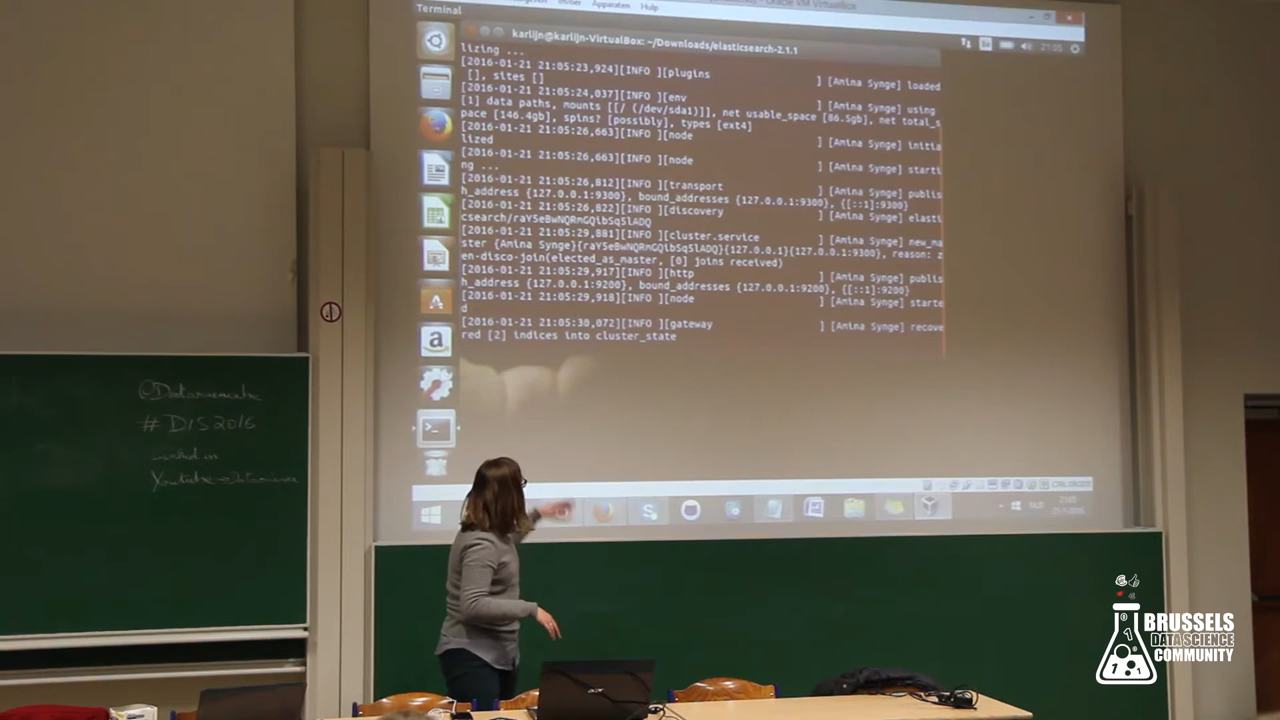 Terminal
Apparaten Hulp
Oracle VM VirtualBox
karlijn@karlijn-VirtualBox: ~/Downloads/elasticsearch-2.1.1
21:05
lizing ...
[2016-01-21 21:05:23,924][INFO ][plugins ] [Amina Synge] loaded
[], sites []
[2016-01-21 21:05:24,037][INFO ][env ] [Amina Synge] using
[1] data paths, mounts [[/ (/dev/sda1)]], net usable_space [86.5gb], net total_s
pace [146.4gb], spins? [possibly], types [ext4]
[2016-01-21 21:05:26,663][INFO ][node ] [Amina Synge] initia
lized
[2016-01-21 21:05:26,663][INFO ][node ] [Amina Synge] starti
ng ...
[2016-01-21 21:05:26,812][INFO ][transport ] [Amina Synge] publis
h_address {127.0.0.1:9300}, bound_addresses {127.0.0.1:9300}, {[::1]:9300}
[2016-01-21 21:05:26,822][INFO ][discovery ] [Amina Synge] elasti
csearch/raYSeBwNQRmGQibSqSlADQ
[2016-01-21 21:05:29,881][INFO ][cluster.service ] [Amina Synge] new_ma
ster {Amina Synge}{raYSeBwNQRmGQibSqSlADQ}{127.0.0.1}{127.0.0.1:9300}, reason: z
en-disco-join(elected_as_master, [0] joins received)
[2016-01-21 21:05:29,917][INFO ][http ] [Amina Synge] publis
h_address {127.0.0.1:9200}, bound_addresses {127.0.0.1:9200}, {[::1]:9200}
[2016-01-21 21:05:29,918][INFO ][node ] [Amina Synge] starte
d
[2016-01-21 21:05:30,072][INFO ][gateway ] [Amina Synge] recove
red [2] indices into cluster_state
#DIS2016
acer
BRUSSELS
DATA SCIENCE
COMMUNITY